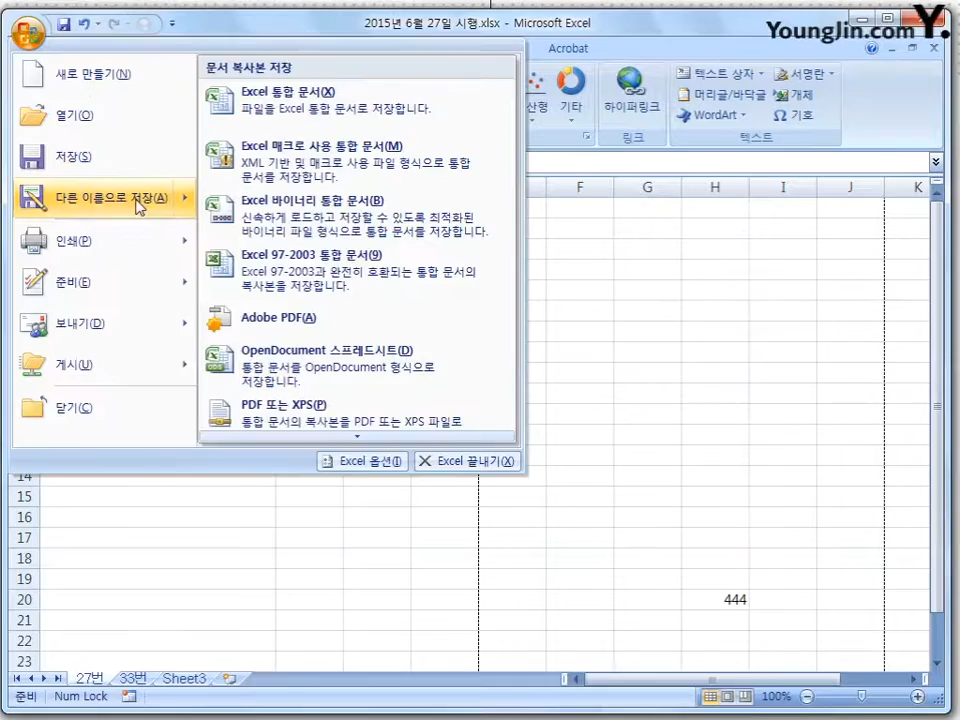 2015년 6월 27일 시행.xlsx - Microsoft Excel
YoungJin.com Y.
Acrobat
새로 만들기(N)
열기(O)
저장(S)
다른 이름으로 저장(A)
인쇄(P)
준비(E)
보내기(D)
게시(U)
닫기(C)
문서 복사본 저장
Excel 통합 문서(X)
파일을 Excel 통합 문서로 저장합니다.
Excel 매크로 사용 통합 문서(M)
XML 기반 및 매크로 사용 파일 형식으로 통합
문서를 저장합니다.
Excel 바이너리 통합 문서(B)
신속하게 로드하고 저장할 수 있도록 최적화된
바이너리 파일 형식으로 통합 문서를 저장합니다.
Excel 97-2003 통합 문서(9)
Excel 97-2003과 완전히 호환되는 통합 문서의
복사본을 저장합니다.
Adobe PDF(A)
OpenDocument 스프레드시트(D)
통합 문서를 OpenDocument 형식으로
저장합니다.
PDF 또는 XPS(P)
통합 문서의 복사본을 PDF 또는 XPS 파일로
Excel 옵션(I)
Excel 끝내기(X)
산형
기타
하이퍼링크
링크
텍스트 상자
머리글/바닥글
WordArt
서명란
개체
기호
텍스트
F G H I J K
14
15
16
17
18
19
20 444
21
22
23
27번 33번 Sheet3
준비 Num Lock 100%